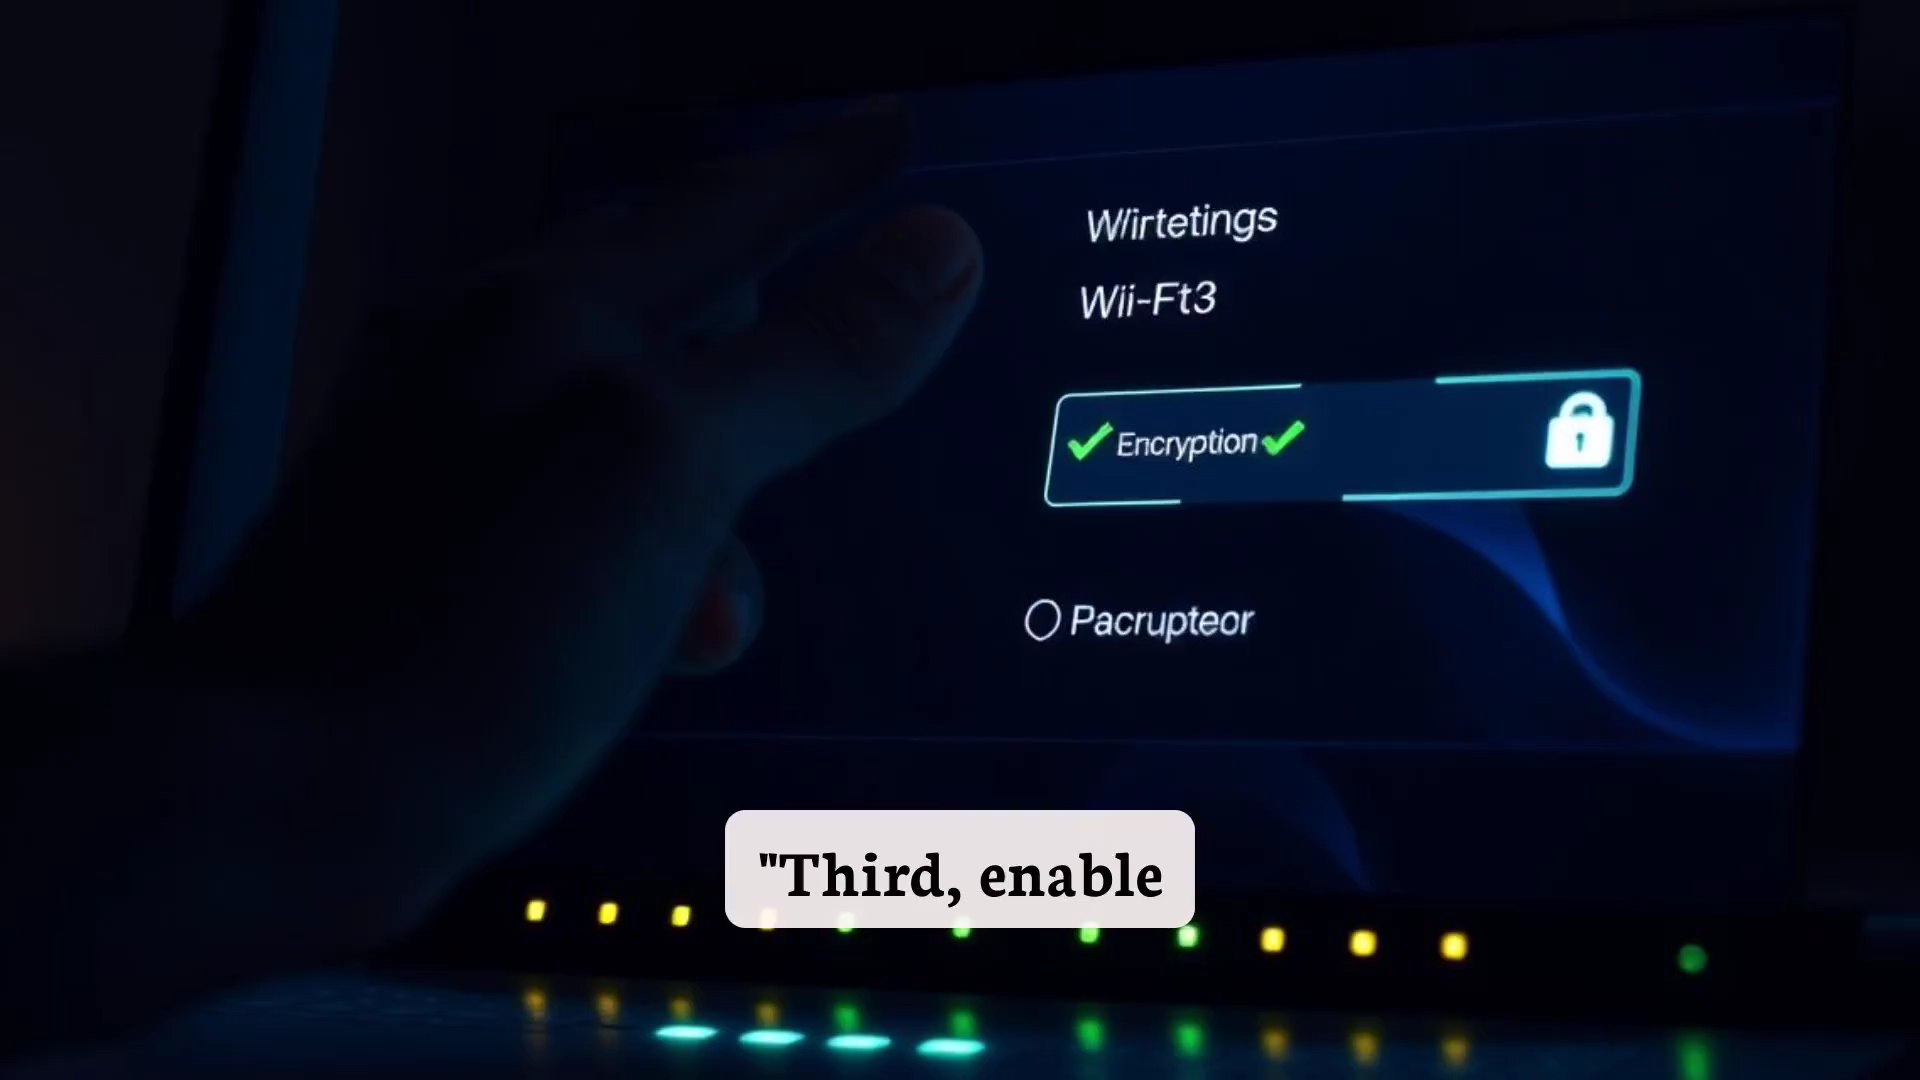 Wirtetings
Wii-Ft3
Encryption
Pacrupteor
"Third, enable